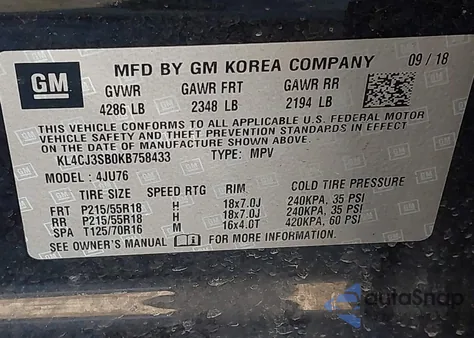 GM
MFD BY GM KOREA COMPANY
09 / 18
GVWR GAWR FRT GAWR RR
4286 LB 2348 LB 2194 LB
THIS VEHICLE CONFORMS TO ALL APPLICABLE U.S. FEDERAL MOTOR
VEHICLE SAFETY AND THEFT PREVENTION STANDARDS IN EFFECT
ON THE DATE OF MANUFACTURE SHOWN ABOVE.
KL4CJ3SB0KB758433 TYPE: MPV
MODEL: 4JU76
TIRE SIZE SPEED RTG RIM COLD TIRE PRESSURE
FRT P215/55R18 H 18x7.0J 240KPA, 35 PSI
RR P215/55R18 H 18x7.0J 240KPA, 35 PSI
SPA T125/70R16 M 16x4.0T 420KPA, 60 PSI
SEE OWNER'S MANUAL FOR MORE INFORMATION.
autoSnap